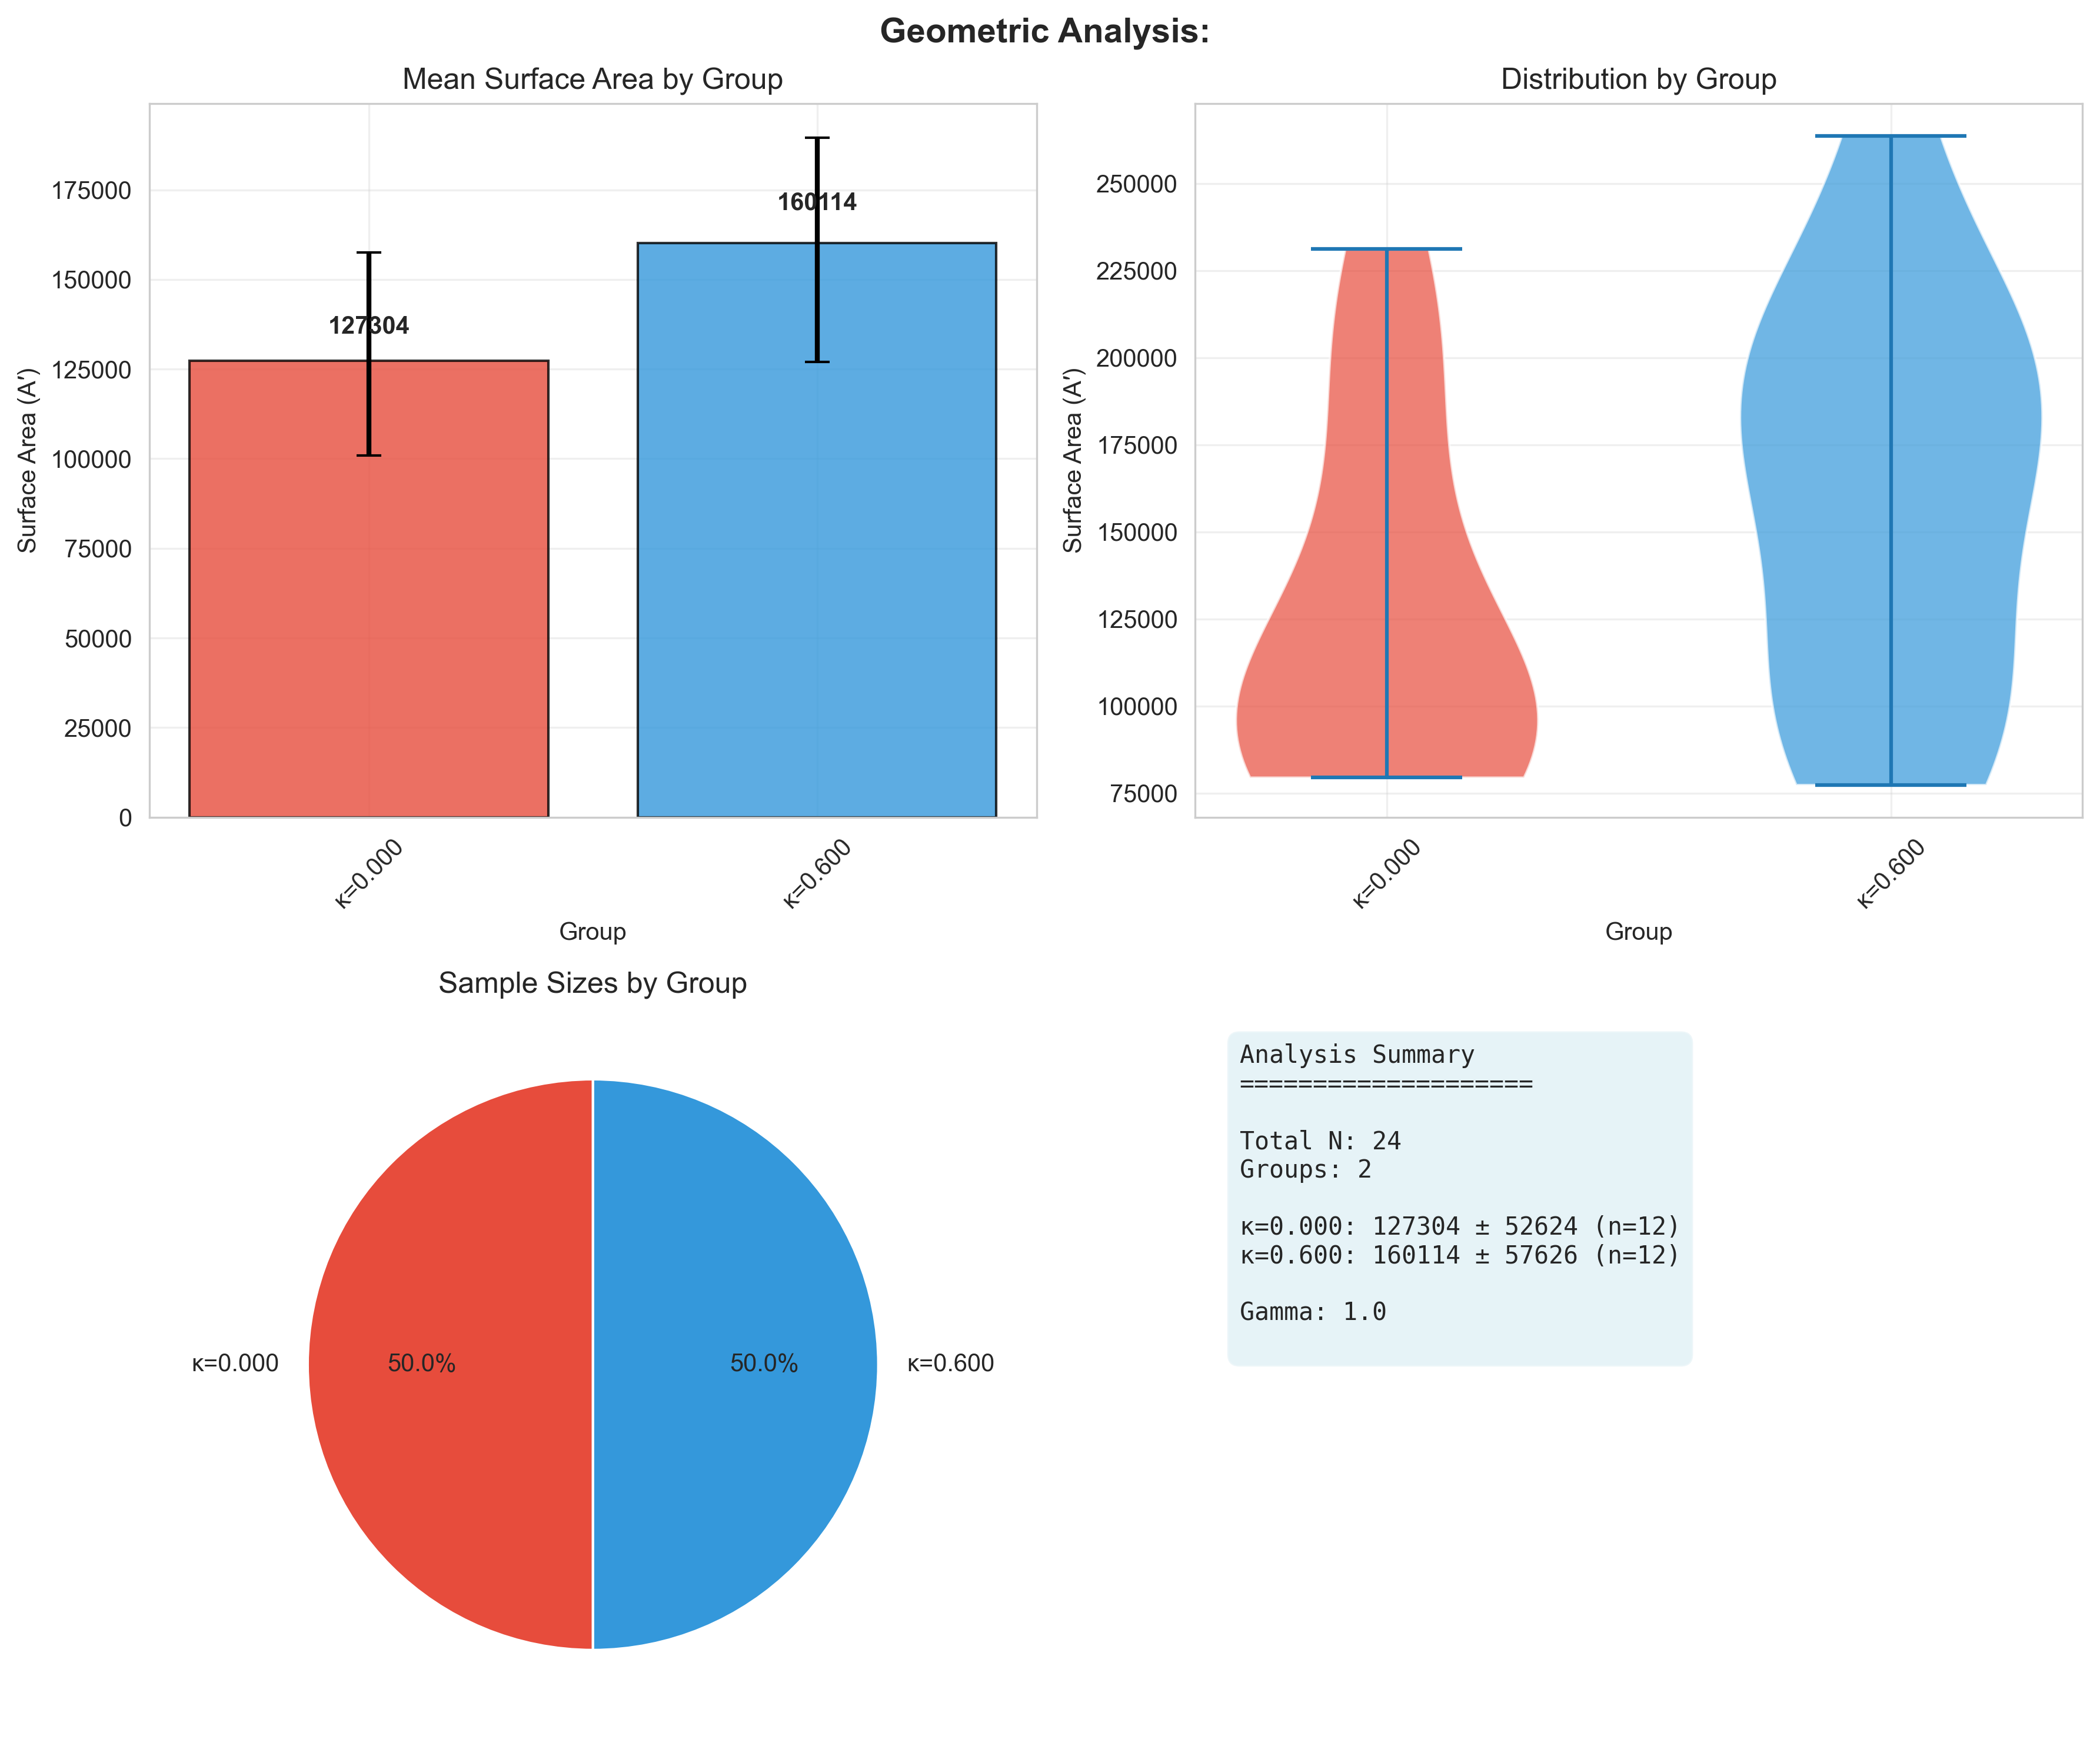 Geometric Analysis:
Mean Surface Area by Group
Surface Area (A′)
175000
150000
125000
100000
75000
50000
25000
0
127304
160114
κ=0.000
κ=0.600
Group
Distribution by Group
Surface Area (A′)
250000
225000
200000
175000
150000
125000
100000
75000
κ=0.000
κ=0.600
Group
Sample Sizes by Group
κ=0.000
50.0%
50.0%
κ=0.600
Analysis Summary
====================
Total N: 24
Groups: 2
κ=0.000: 127304 ± 52624 (n=12)
κ=0.600: 160114 ± 57626 (n=12)
Gamma: 1.0